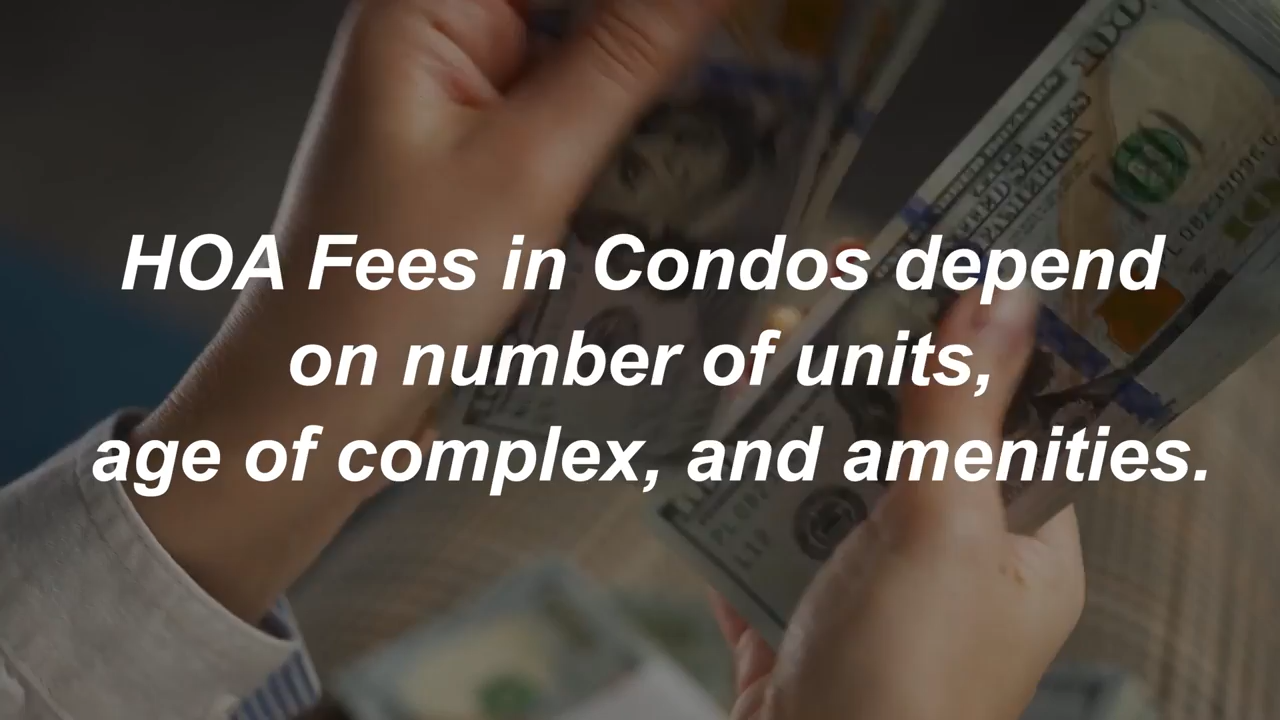 HOA Fees in Condos depend
on number of units,
age of complex, and amenities.